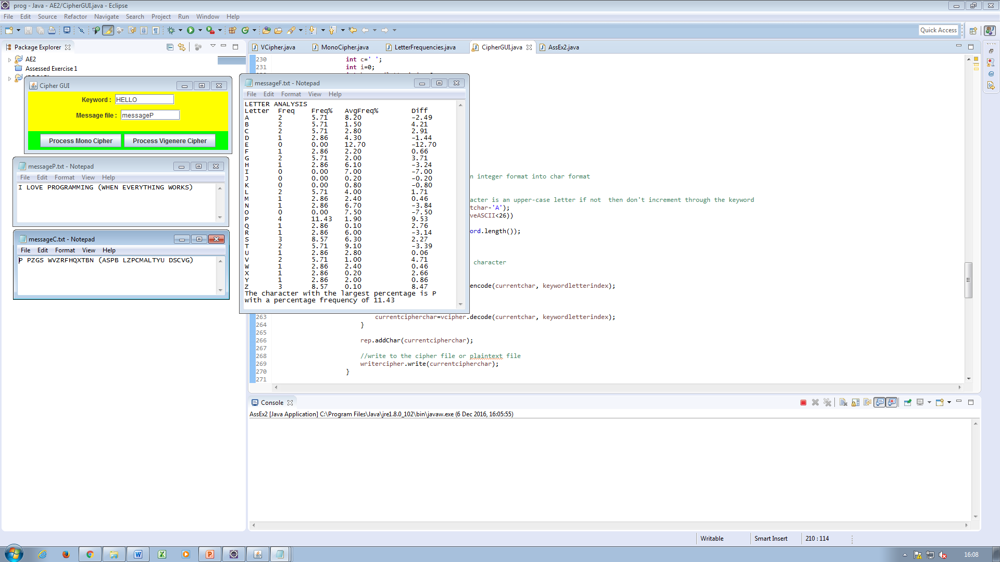 prog - Java - AE2/CipherGUI.java - Eclipse
File Edit Source Refactor Navigate Search Project Run Window Help
Quick Access
Package Explorer
AE2
Assessed Exercise 1
Cipher GUI
Keyword : HELLO
Message file : messageP
Process Mono Cipher Process Vigenere Cipher
messageP.txt - Notepad
File Edit Format View Help
I LOVE PROGRAMMING (WHEN EVERYTHING WORKS)
messageC.txt - Notepad
File Edit Format View Help
P PZGS WVZRFHQXTBN (ASPB LZPCMALTYU DSCVG)
messageF.txt - Notepad
File Edit Format View Help
LETTER ANALYSIS
Letter Freq Freq% AvgFreq% Diff
A 2 5.71 8.20 -2.49
B 2 5.71 1.50 4.21
C 2 5.71 2.80 2.91
D 1 2.86 4.30 -1.44
E 0 0.00 12.70 -12.70
F 1 2.86 2.20 0.66
G 2 5.71 2.00 3.71
H 1 2.86 6.10 -3.24
I 0 0.00 7.00 -7.00
J 0 0.00 0.20 -0.20
K 0 0.00 0.80 -0.80
L 2 5.71 4.00 1.71
M 1 2.86 2.40 0.46
N 1 2.86 6.70 -3.84
O 0 0.00 7.50 -7.50
P 4 11.43 1.90 9.53
Q 1 2.86 0.10 2.76
R 1 2.86 6.00 -3.14
S 3 8.57 6.30 2.27
T 2 5.71 9.10 -3.39
U 1 2.86 2.80 0.06
V 2 5.71 1.00 4.71
W 1 2.86 2.40 0.46
X 1 2.86 0.20 2.66
Y 1 2.86 2.00 0.86
Z 3 8.57 0.10 8.47
The character with the largest percentage is P
with a percentage frequency of 11.43
VCipher.java MonoCipher.java LetterFrequencies.java CipherGUI.java AssEx2.java
230 int c=' ';
231 int i=0;
n integer format into char format
acter is an upper-case letter if not then don't increment through the keyword
tchar-'A');
veASCII<26))
ord.length());
character
encode(currentchar, keywordletterindex);
263 currentcipherchar=vcipher.decode(currentchar, keywordletterindex);
264 }
265
266 rep.addChar(currentcipherchar);
267
268 //write to the cipher file or plaintext file
269 writercipher.write(currentcipherchar);
270 }
271
Console
AssEx2 [Java Application] C:\Program Files\Java\jre1.8.0_102\bin\javaw.exe (6 Dec 2016, 16:05:55)
Writable Smart Insert 210 : 114
16:08